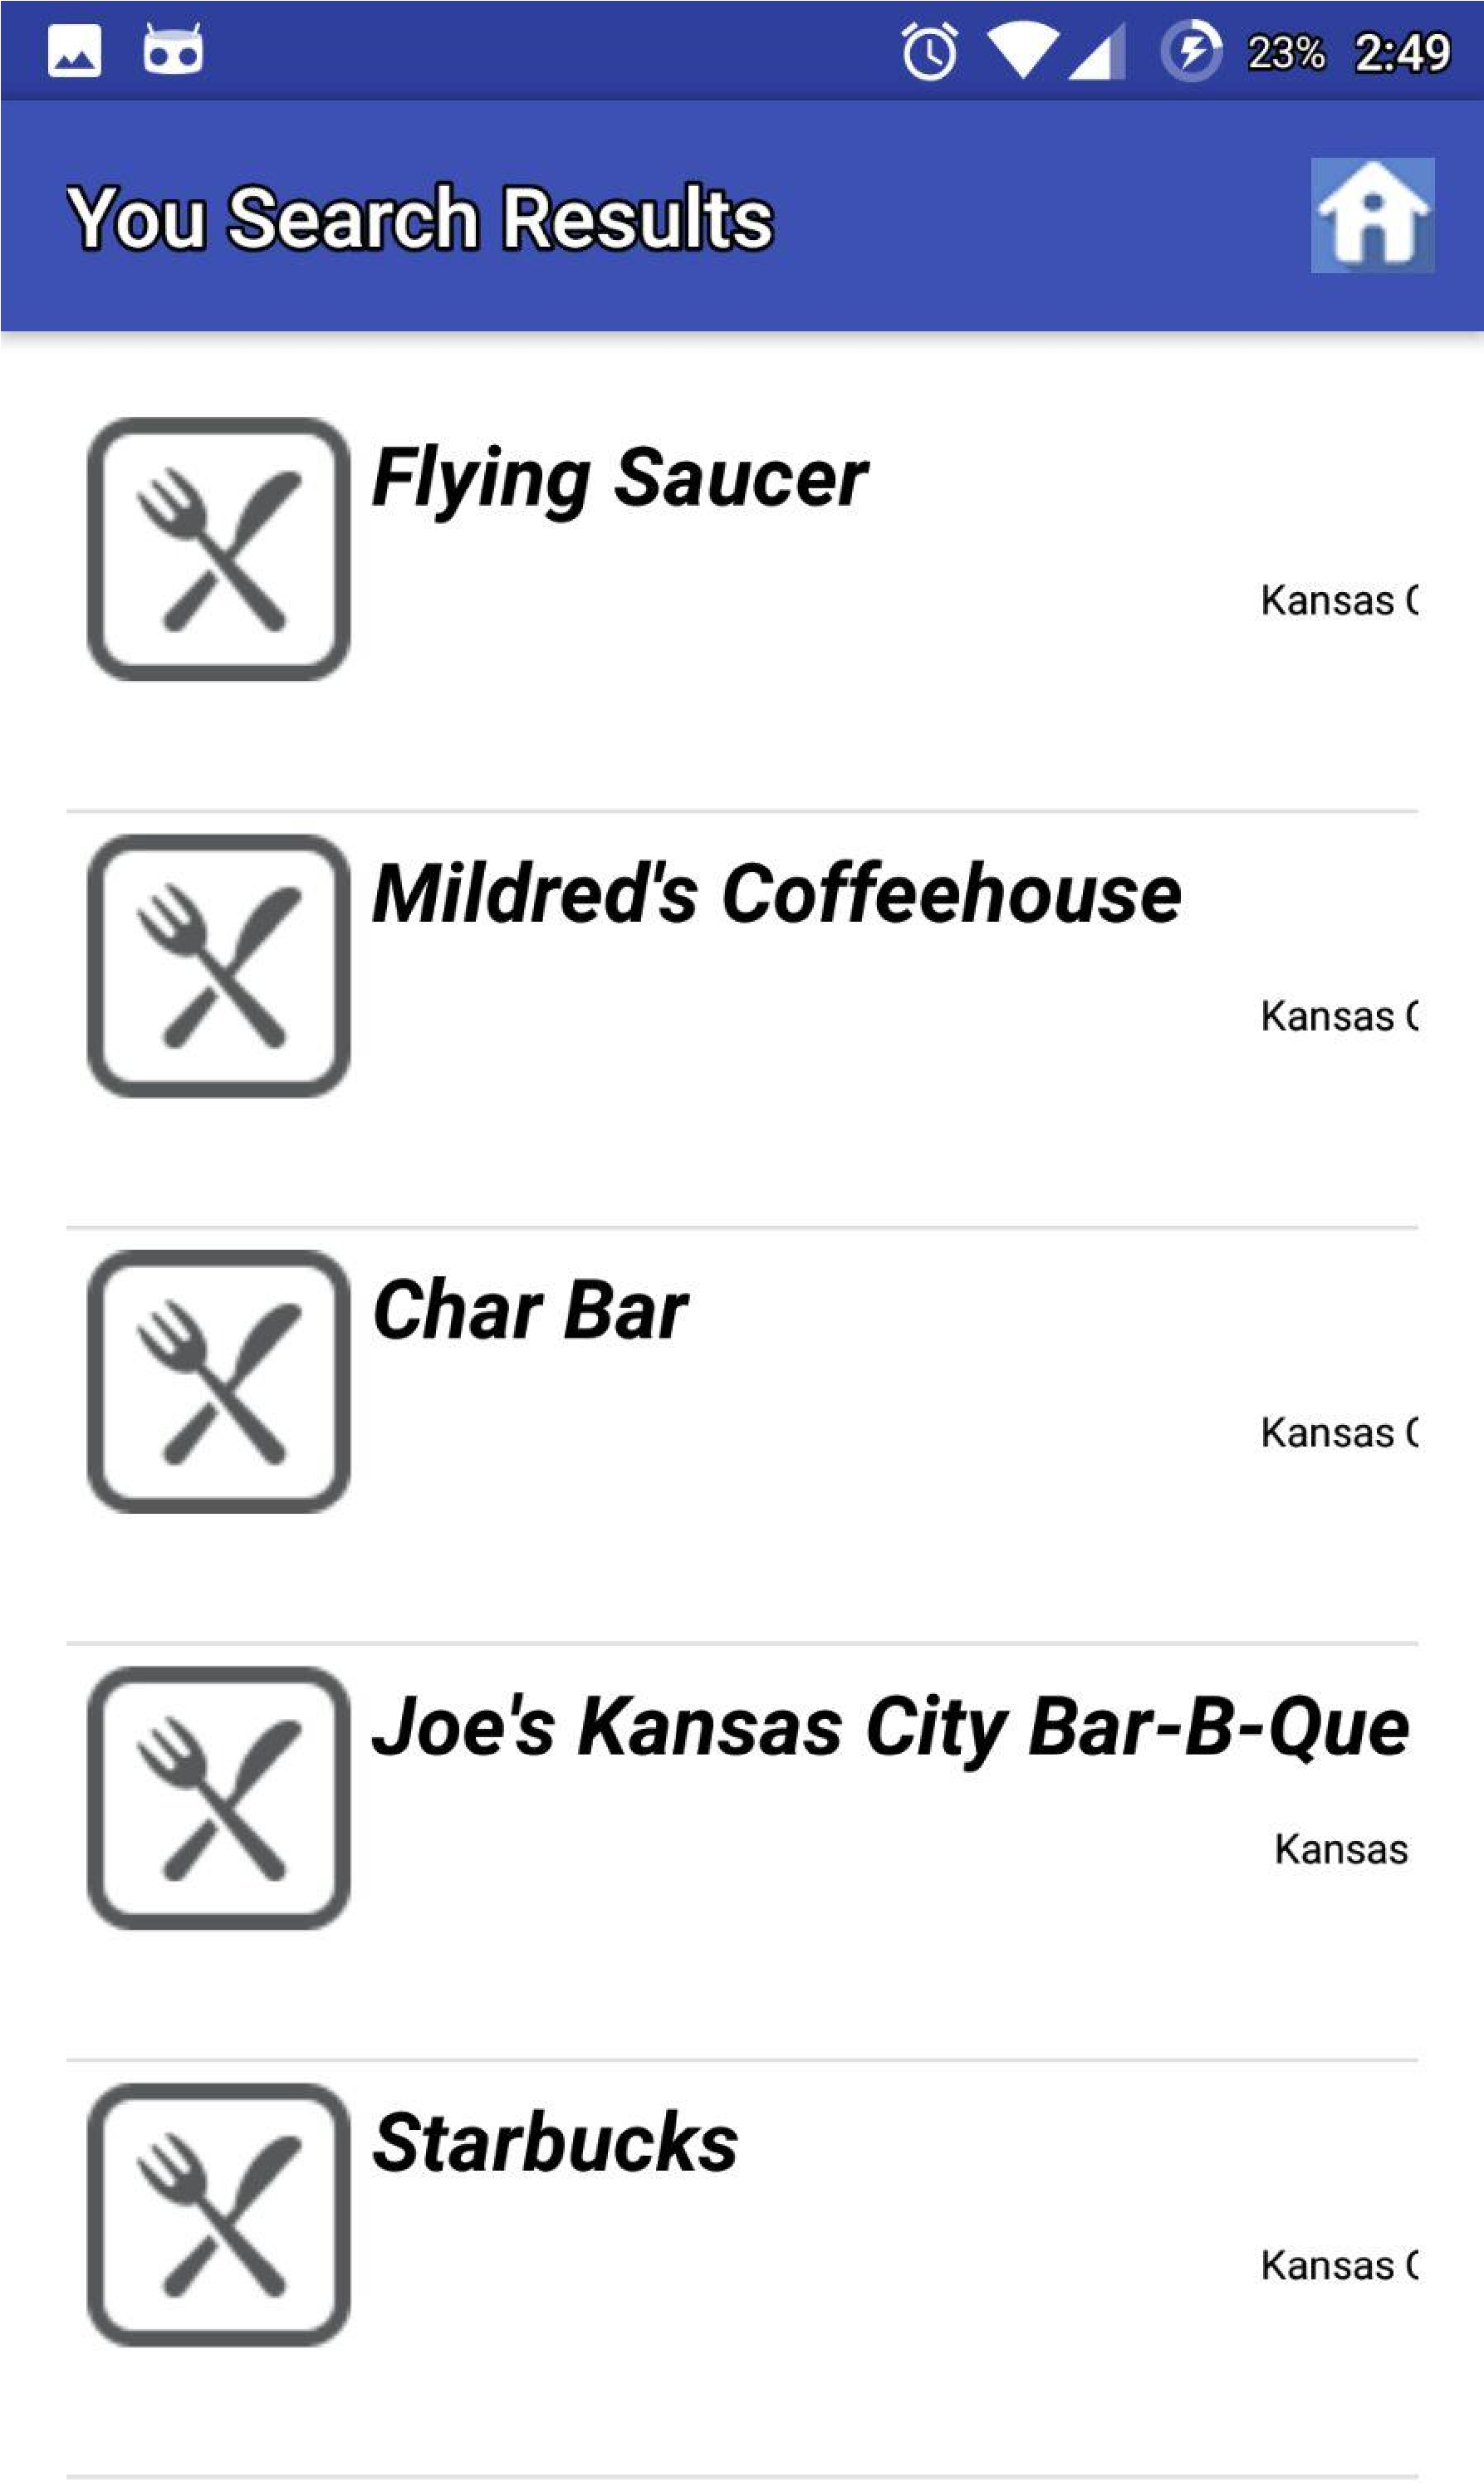 23% 2:49
You Search Results
Flying Saucer
Kansas
Mildred's Coffeehouse
Kansas
Char Bar
Kansas
Joe's Kansas City Bar-B-Que
Kansas
Starbucks
Kansas